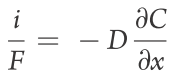 i/F = −D ∂C/∂x